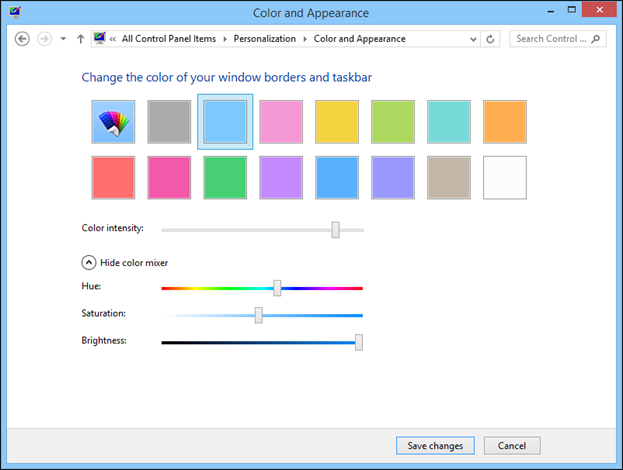 Color and Appearance
« All Control Panel Items ▸ Personalization ▸ Color and Appearance
Search Control ...
Change the color of your window borders and taskbar
Color intensity:
Hide color mixer
Hue:
Saturation:
Brightness:
Save changes
Cancel